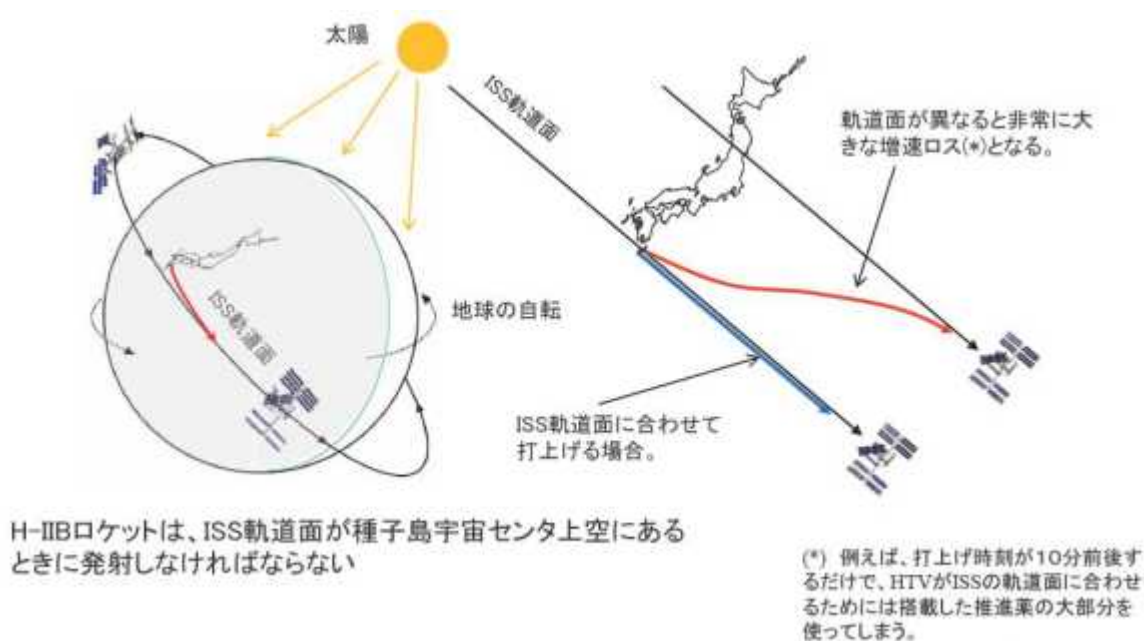 太陽
ISS軌道面
軌道面が異なると非常に大
きな増速ロス(*)となる。
ISS軌道面
地球の自転
ISS軌道面に合わせて
打上げる場合。
H-IIBロケットは、ISS軌道面が種子島宇宙センタ上空にある
ときに発射しなければならない
(*) 例えば、打上げ時刻が10分前後す
るだけで、HTVがISSの軌道面に合わせ
るためには搭載した推進薬の大部分を
使ってしまう。